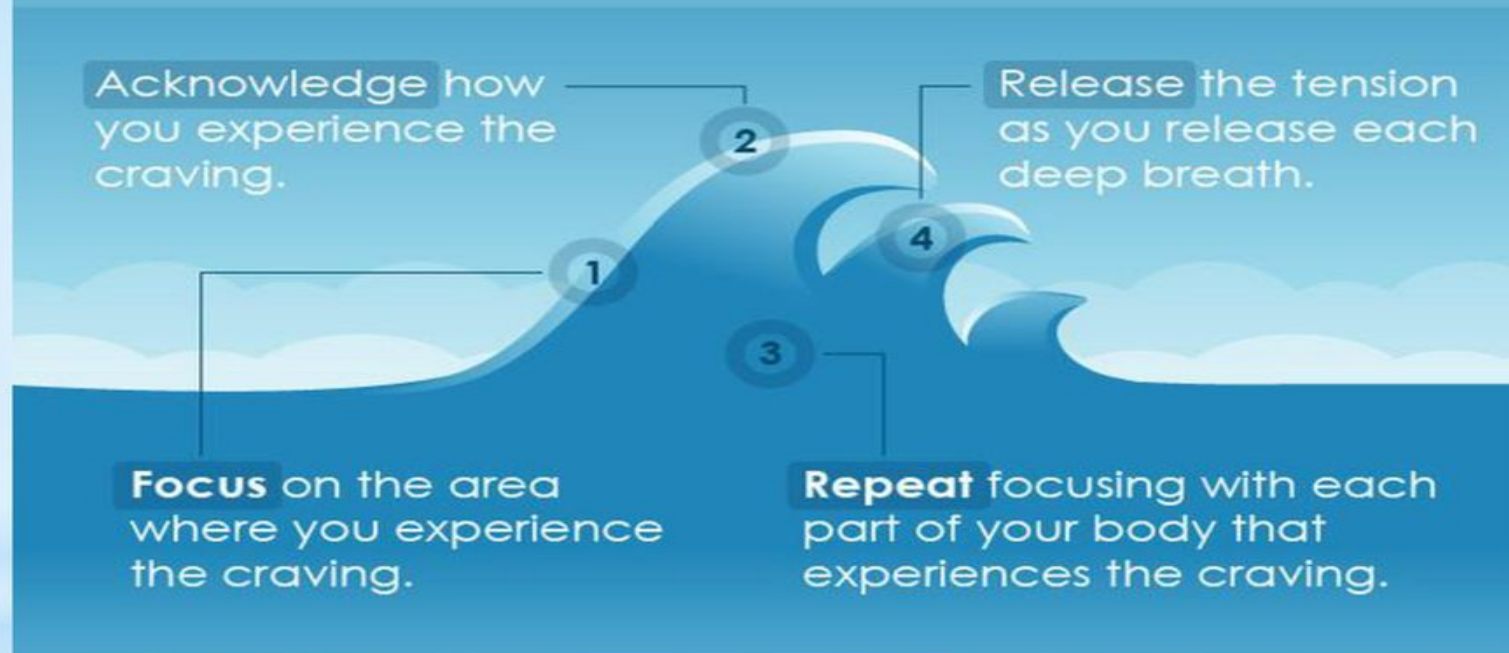 Acknowledge how
you experience the
craving.
2
Release the tension
as you release each
deep breath.
4
1
3
Focus on the area
where you experience
the craving.
Repeat focusing with each
part of your body that
experiences the craving.